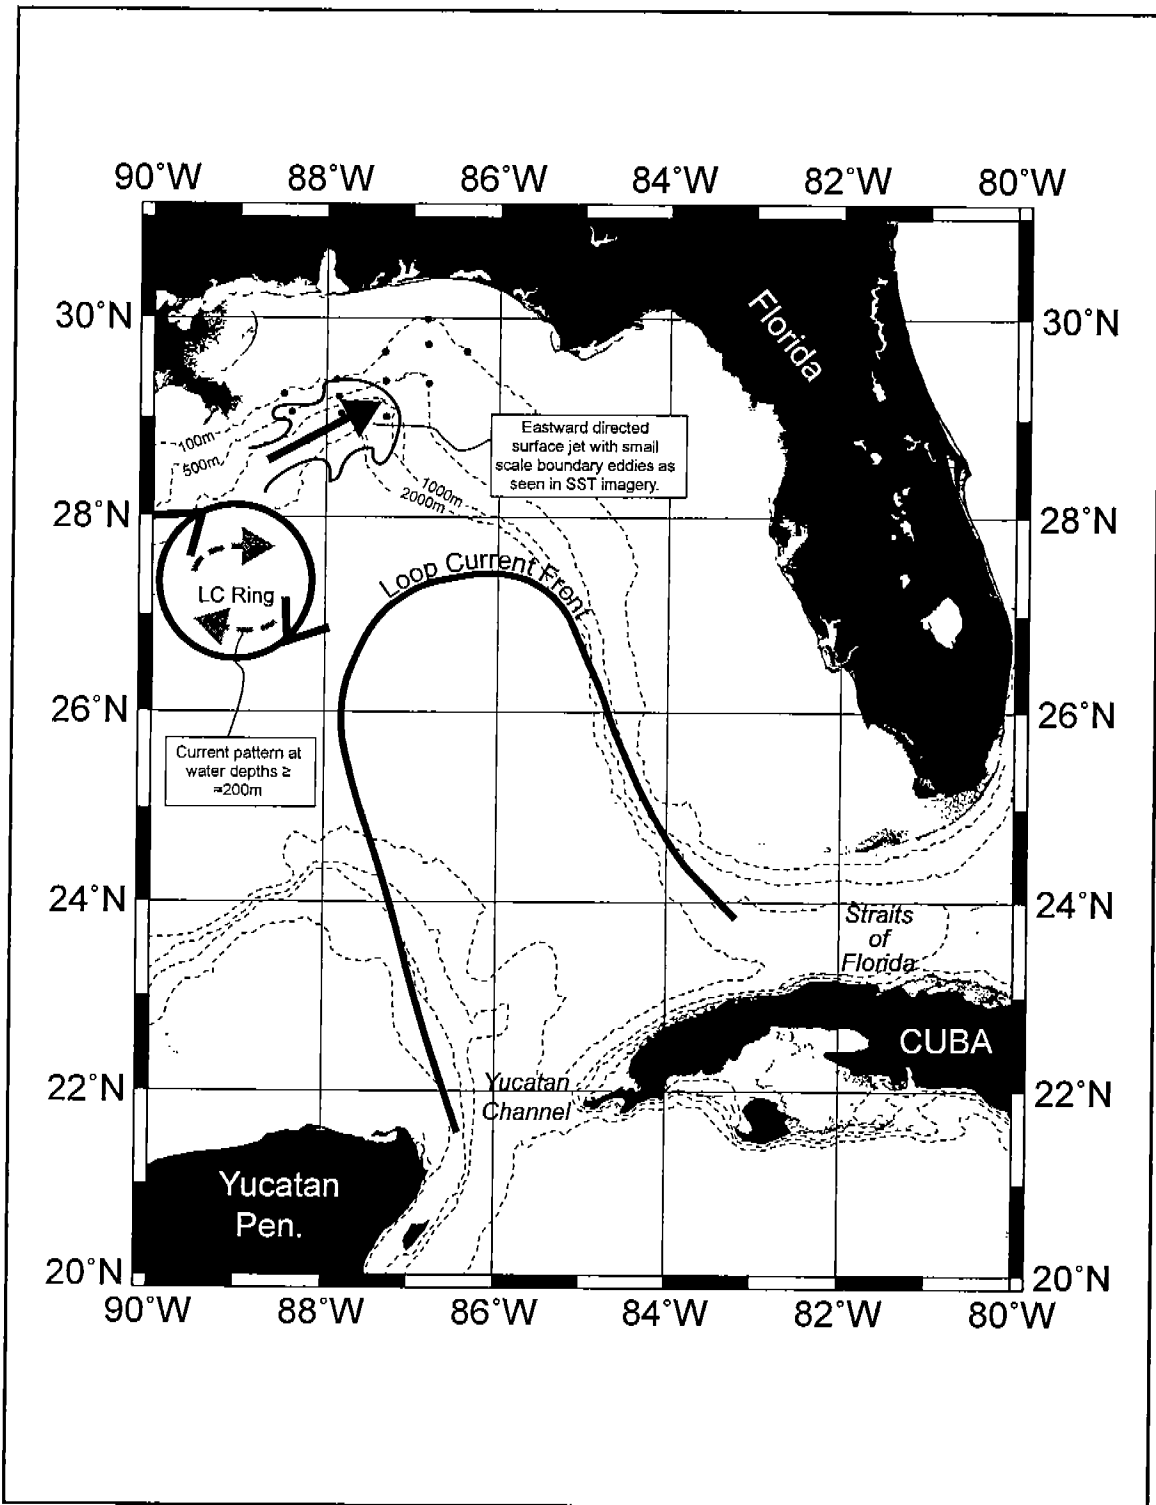 90°W 88°W 86°W 84°W 82°W 80°W
Florida
30°N 30°N
100m
500m
Eastward directed
surface jet with small
scale boundary eddies as
seen in SST imagery.
1000m
2000m
28°N 28°N
Loop Current Front
LC Ring
26°N 26°N
Current pattern at
water depths ≥
≈200m
24°N 24°N
Straits
of
Florida
CUBA
22°N 22°N
Yucatan
Channel
Yucatan
Pen.
20°N 20°N
90°W 88°W 86°W 84°W 82°W 80°W